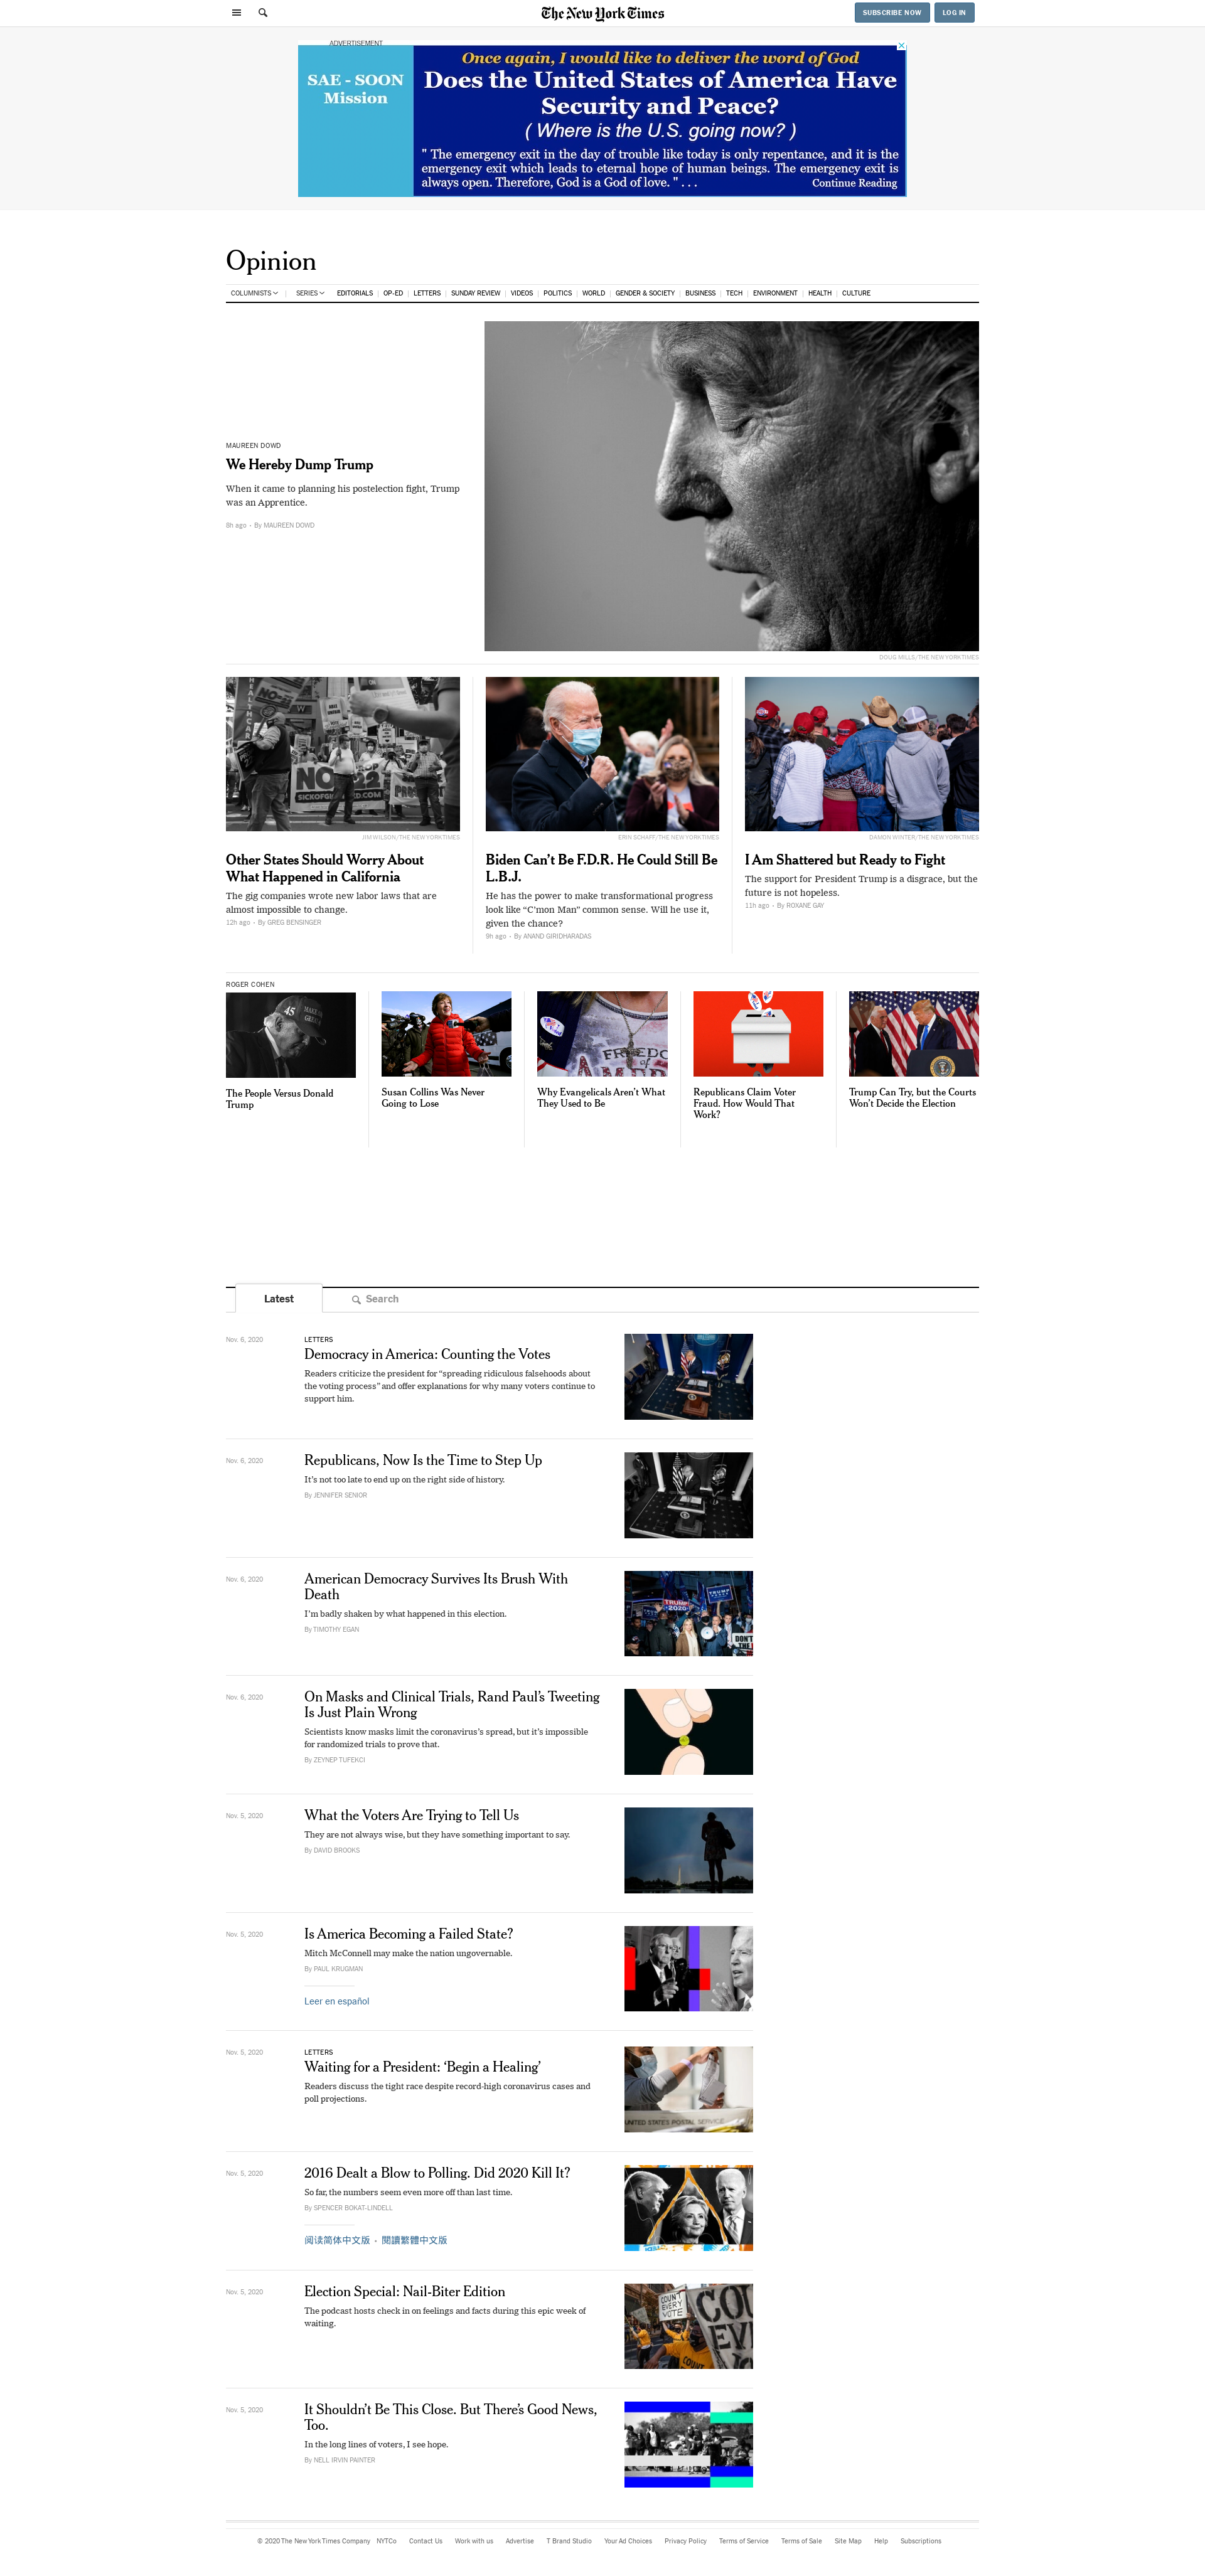 The New York Times
SUBSCRIBE NOW
LOG IN
ADVERTISEMENT
SAE - SOON
Mission
Once again, I would like to deliver the word of God
Does the United States of America Have
Security and Peace?
( Where is the U.S. going now? )
" The emergency exit in the day of trouble like today is only repentance, and it is the
emergency exit which leads to eternal hope of human beings. The emergency exit is
always open. Therefore, God is a God of love. " . . .
Continue Reading
Opinion
COLUMNISTS
SERIES
EDITORIALS
OP-ED
LETTERS
SUNDAY REVIEW
VIDEOS
POLITICS
WORLD
GENDER & SOCIETY
BUSINESS
TECH
ENVIRONMENT
HEALTH
CULTURE
MAUREEN DOWD
We Hereby Dump Trump
When it came to planning his postelection fight, Trump
was an Apprentice.
8h ago · By MAUREEN DOWD
DOUG MILLS/THE NEW YORK TIMES
JIM WILSON/THE NEW YORK TIMES
Other States Should Worry About
What Happened in California
The gig companies wrote new labor laws that are
almost impossible to change.
12h ago · By GREG BENSINGER
ERIN SCHAFF/THE NEW YORK TIMES
Biden Can’t Be F.D.R. He Could Still Be
L.B.J.
He has the power to make transformational progress
look like “C’mon Man” common sense. Will he use it,
given the chance?
9h ago · By ANAND GIRIDHARADAS
DAMON WINTER/THE NEW YORK TIMES
I Am Shattered but Ready to Fight
The support for President Trump is a disgrace, but the
future is not hopeless.
11h ago · By ROXANE GAY
ROGER COHEN
45
The People Versus Donald
Trump
Susan Collins Was Never
Going to Lose
Why Evangelicals Aren’t What
They Used to Be
Republicans Claim Voter
Fraud. How Would That
Work?
Trump Can Try, but the Courts
Won’t Decide the Election
Latest
Search
Nov. 6, 2020
LETTERS
Democracy in America: Counting the Votes
Readers criticize the president for “spreading ridiculous falsehoods about
the voting process” and offer explanations for why many voters continue to
support him.
Nov. 6, 2020
Republicans, Now Is the Time to Step Up
It’s not too late to end up on the right side of history.
By JENNIFER SENIOR
Nov. 6, 2020
American Democracy Survives Its Brush With
Death
I’m badly shaken by what happened in this election.
By TIMOTHY EGAN
TRUMP
2020
Nov. 6, 2020
On Masks and Clinical Trials, Rand Paul’s Tweeting
Is Just Plain Wrong
Scientists know masks limit the coronavirus’s spread, but it’s impossible
for randomized trials to prove that.
By ZEYNEP TUFEKCI
Nov. 5, 2020
What the Voters Are Trying to Tell Us
They are not always wise, but they have something important to say.
By DAVID BROOKS
Nov. 5, 2020
Is America Becoming a Failed State?
Mitch McConnell may make the nation ungovernable.
By PAUL KRUGMAN
Leer en español
Nov. 5, 2020
LETTERS
Waiting for a President: ‘Begin a Healing’
Readers discuss the tight race despite record-high coronavirus cases and
poll projections.
UNITED STATES POSTAL SERVICE
Nov. 5, 2020
2016 Dealt a Blow to Polling. Did 2020 Kill It?
So far, the numbers seem even more off than last time.
By SPENCER BOKAT-LINDELL
阅读简体中文版 · 閱讀繁體中文版
Nov. 5, 2020
Election Special: Nail-Biter Edition
The podcast hosts check in on feelings and facts during this epic week of
waiting.
COUNT
EVERY
VOTE
Nov. 5, 2020
It Shouldn’t Be This Close. But There’s Good News,
Too.
In the long lines of voters, I see hope.
By NELL IRVIN PAINTER
© 2020 The New York Times Company
NYTCo
Contact Us
Work with us
Advertise
T Brand Studio
Your Ad Choices
Privacy Policy
Terms of Service
Terms of Sale
Site Map
Help
Subscriptions